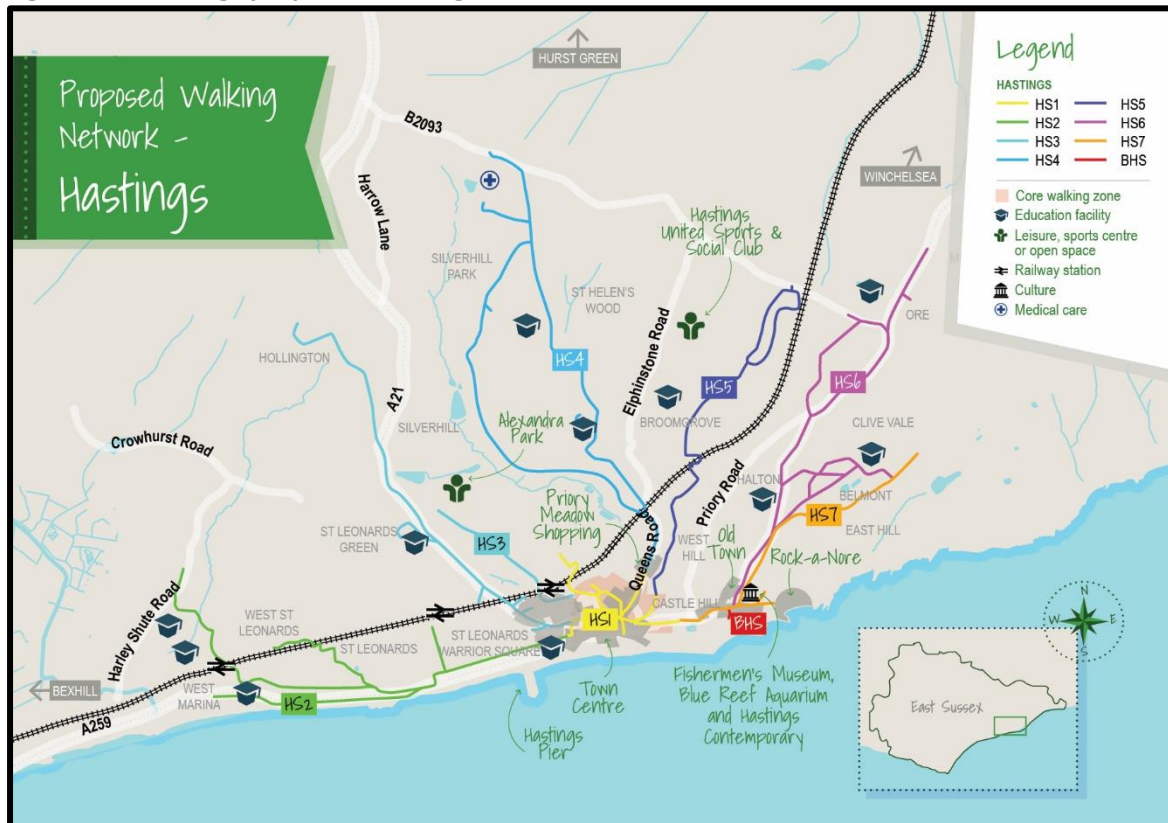 Proposed Walking
Network -
Hastings
HURST GREEN
B2093
Harrow Lane
WINCHELSEA
Legend
HASTINGS
HS1
HS2
HS3
HS4
HS5
HS6
HS7
BHS
Core walking zone
Education facility
Leisure, sports centre
or open space
Railway station
Culture
Medical care
Hastings
United Sports &
Social Club
SILVERHILL
PARK
ST HELEN'S
WOOD
ORE
HOLLINGTON
A21
HS4
Elphinstone Road
HS5
HS6
SILVERHILL
Alexandra
Park
BROOMGROVE
CLIVE VALE
Crowhurst Road
Priory Road
HALTON
BELMONT
Priory
Meadow
Shopping
HS7
EAST HILL
ST LEONARDS
GREEN
HS3
Queens Road
WEST
HILL
Old
Town
Rock-a-Nore
Harley Shute Road
WEST ST
LEONARDS
ST LEONARDS
ST LEONARDS
WARRIOR SQUARE
HS1
CASTLE HILL
BHS
BEXHILL
WEST
MARINA
HS2
A259
Town
Centre
Hastings
Pier
Fishermen's Museum,
Blue Reef Aquarium
and Hastings
Contemporary
N
W
E
S
East Sussex